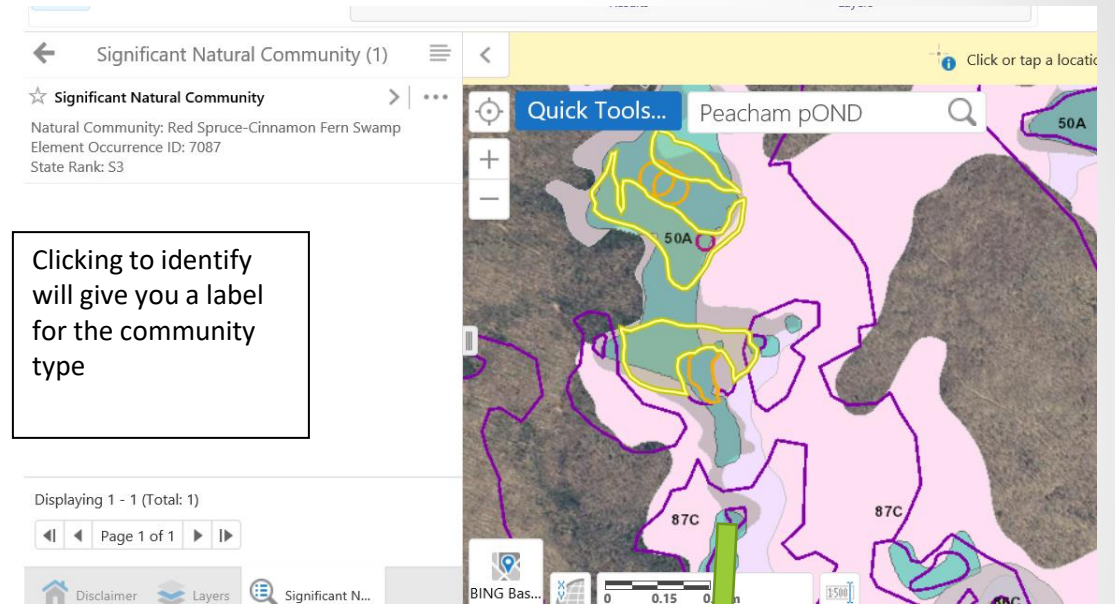 Significant Natural Community (1)
Click or tap a locatic
Significant Natural Community
Natural Community: Red Spruce-Cinnamon Fern Swamp
Element Occurrence ID: 7087
State Rank: S3
Quick Tools...
Peacham pOND
50A
50A
Clicking to identify
will give you a label
for the community
type
87C
87C
Displaying 1 - 1 (Total: 1)
Page 1 of 1
Disclaimer
Layers
Significant N...
BING Bas...
0 0.15
1:500